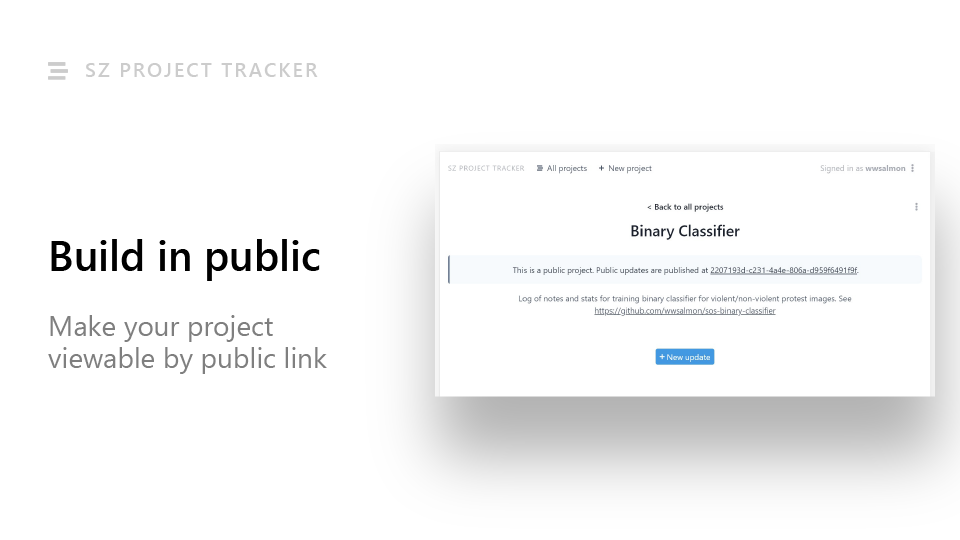 SZ PROJECT TRACKER
Build in public
Make your project
viewable by public link
SZ PROJECT TRACKER All projects + New project Signed in as wwsalmon
< Back to all projects
Binary Classifier
This is a public project. Public updates are published at 2207193d-c231-4a4e-806a-d959f6491f9f.
Log of notes and stats for training binary classifier for violent/non-violent protest images. See
https://github.com/wwsalmon/sos-binary-classifier
+ New update